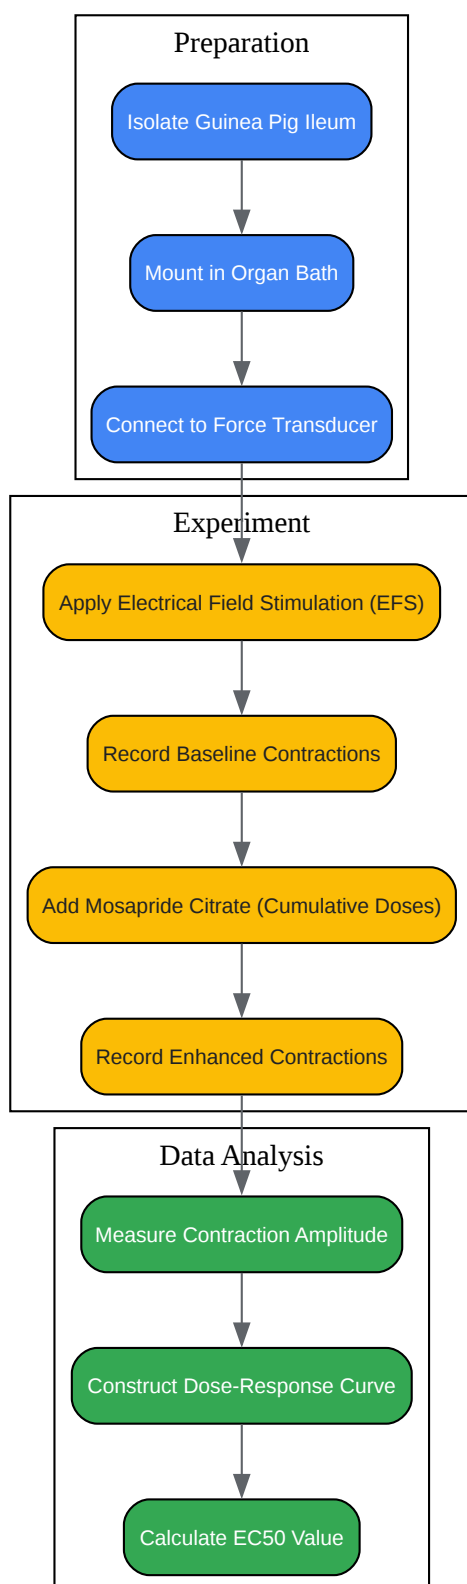 Preparation
Isolate Guinea Pig Ileum
Mount in Organ Bath
Connect to Force Transducer
Experiment
Apply Electrical Field Stimulation (EFS)
Record Baseline Contractions
Add Mosapride Citrate (Cumulative Doses)
Record Enhanced Contractions
Data Analysis
Measure Contraction Amplitude
Construct Dose-Response Curve
Calculate EC50 Value